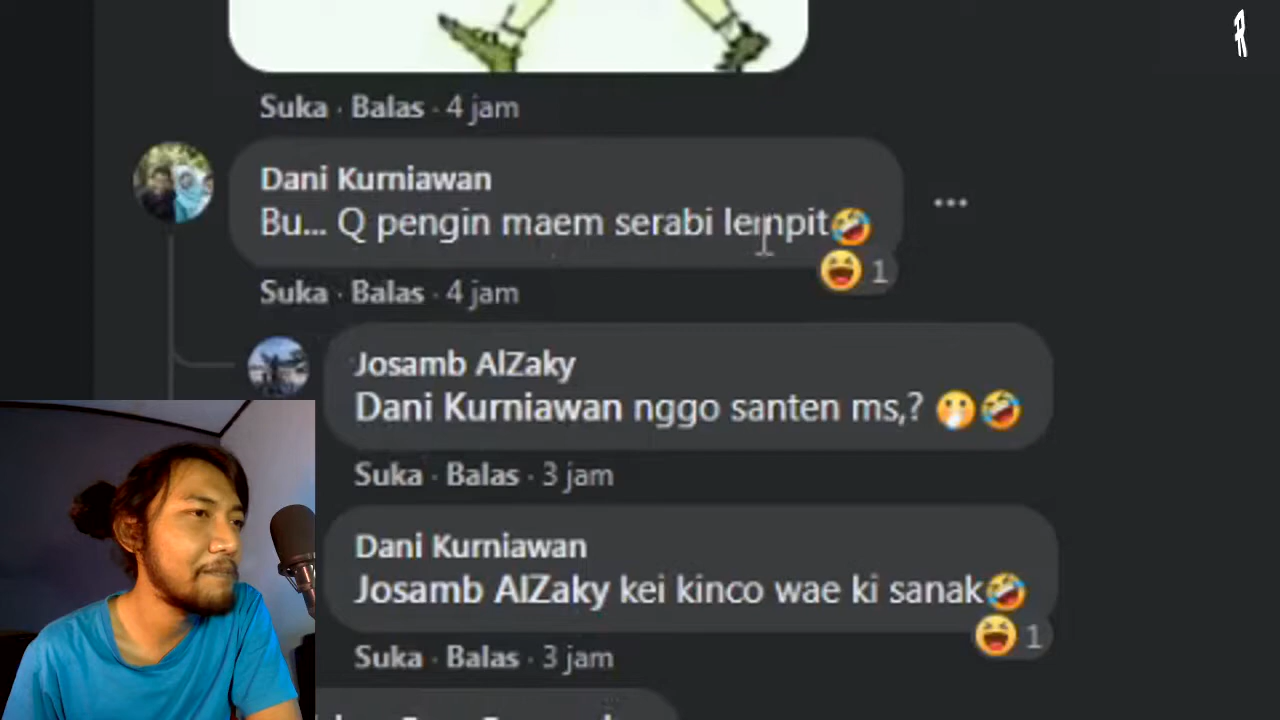 Suka · Balas · 4 jam
Dani Kurniawan
Bu... Q pengin maem serabi lempit🤣
😆 1
Suka · Balas · 4 jam
Josamb AlZaky
Dani Kurniawan nggo santen ms,? 🤭🤣
Suka · Balas · 3 jam
Dani Kurniawan
Josamb AlZaky kei kinco wae ki sanak🤣
😆 1
Suka · Balas · 3 jam